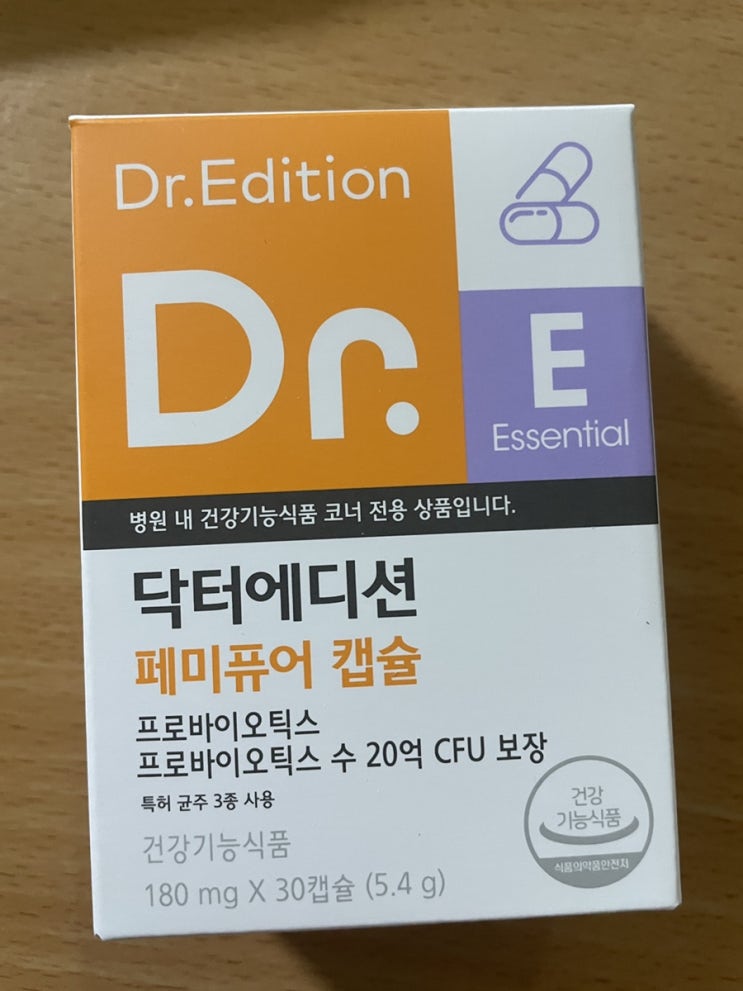 Dr.Edition
Dr.
E
Essential
병원 내 건강기능식품 코너 전용 상품입니다.
닥터에디션
페미퓨어 캡슐
프로바이오틱스
프로바이오틱스 수 20억 CFU 보장
특허 균주 3종 사용
건강기능식품
180 mg X 30캡슐 (5.4 g)
건강
기능식품
식품의약품안전처